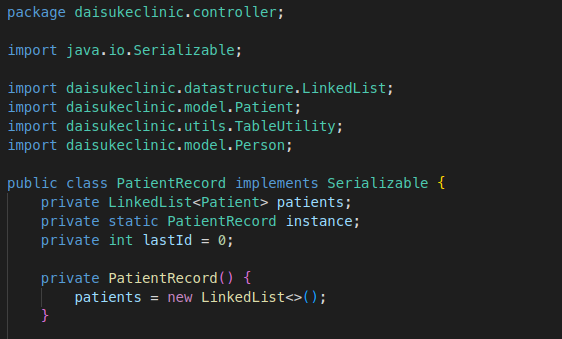 package daisukeclinic.controller;
import java.io.Serializable;
import daisukeclinic.datastructure.LinkedList;
import daisukeclinic.model.Patient;
import daisukeclinic.utils.TableUtility;
import daisukeclinic.model.Person;
public class PatientRecord implements Serializable {
    private LinkedList<Patient> patients;
    private static PatientRecord instance;
    private int lastId = 0;
    private PatientRecord() {
        patients = new LinkedList<>();
    }